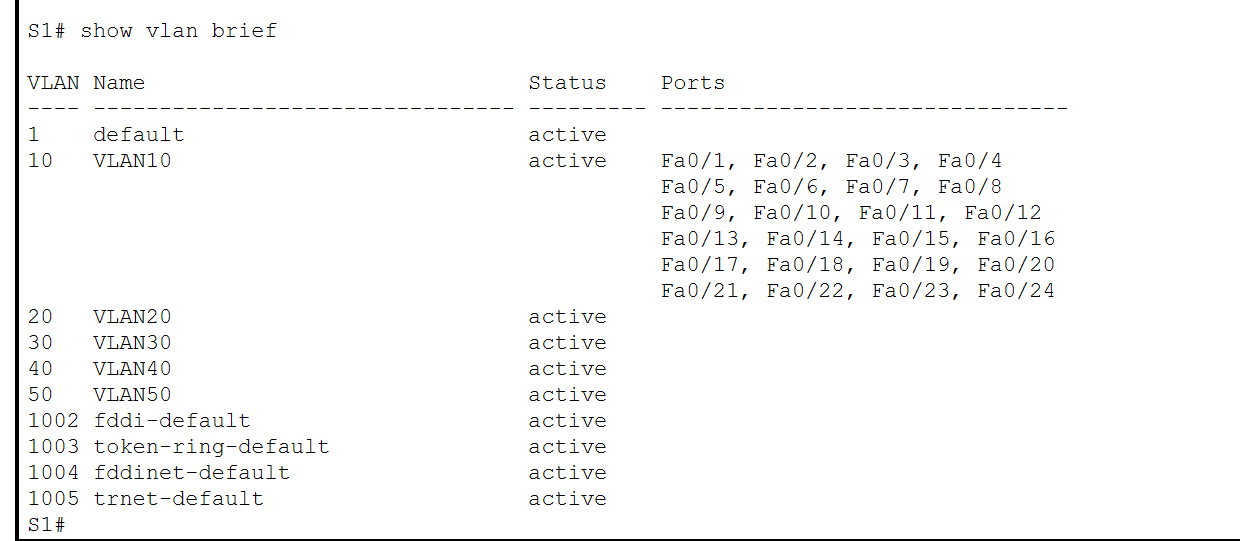 S1# show vlan brief
VLAN Name                             Status    Ports
---- -------------------------------- --------- -------------------------------
1    default                          active
10   VLAN10                           active    Fa0/1, Fa0/2, Fa0/3, Fa0/4
                                                Fa0/5, Fa0/6, Fa0/7, Fa0/8
                                                Fa0/9, Fa0/10, Fa0/11, Fa0/12
                                                Fa0/13, Fa0/14, Fa0/15, Fa0/16
                                                Fa0/17, Fa0/18, Fa0/19, Fa0/20
                                                Fa0/21, Fa0/22, Fa0/23, Fa0/24
20   VLAN20                           active
30   VLAN30                           active
40   VLAN40                           active
50   VLAN50                           active
1002 fddi-default                     active
1003 token-ring-default               active
1004 fddinet-default                  active
1005 trnet-default                    active
S1#